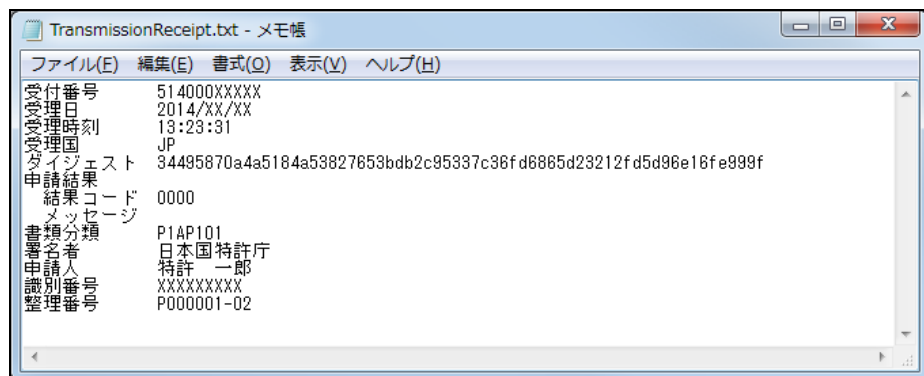 TransmissionReceipt.txt - メモ帳
ファイル(F) 編集(E) 書式(O) 表示(V) ヘルプ(H)
受付番号 514000XXXXX
受理日 2014/XX/XX
受理時刻 13:23:31
受理国 JP
ダイジェスト 34495870a4a5184a53827653bdb2c95337c36fd6865d23212fd5d96e16fe999f
申請結果
結果コード 0000
メッセージ
書類分類 P1AP101
署名者 日本国特許庁
申請人 特許 一郎
識別番号 XXXXXXXXX
整理番号 P000001-02